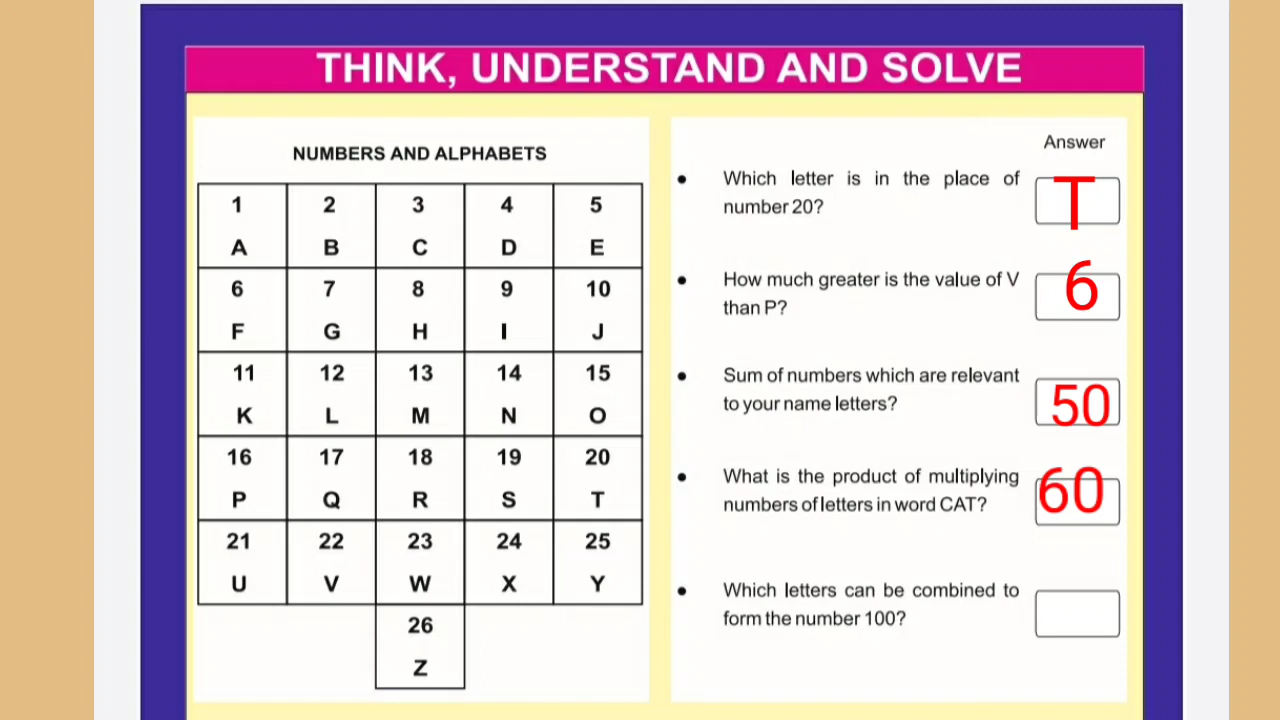 THINK, UNDERSTAND AND SOLVE
NUMBERS AND ALPHABETS
1 2 3 4 5
A B C D E
6 7 8 9 10
F G H I J
11 12 13 14 15
K L M N O
16 17 18 19 20
P Q R S T
21 22 23 24 25
U V W X Y
26
Z
Answer
• Which letter is in the place of
number 20?
T
• How much greater is the value of V
than P?
6
• Sum of numbers which are relevant
to your name letters?
50
• What is the product of multiplying
numbers of letters in word CAT?
60
• Which letters can be combined to
form the number 100?